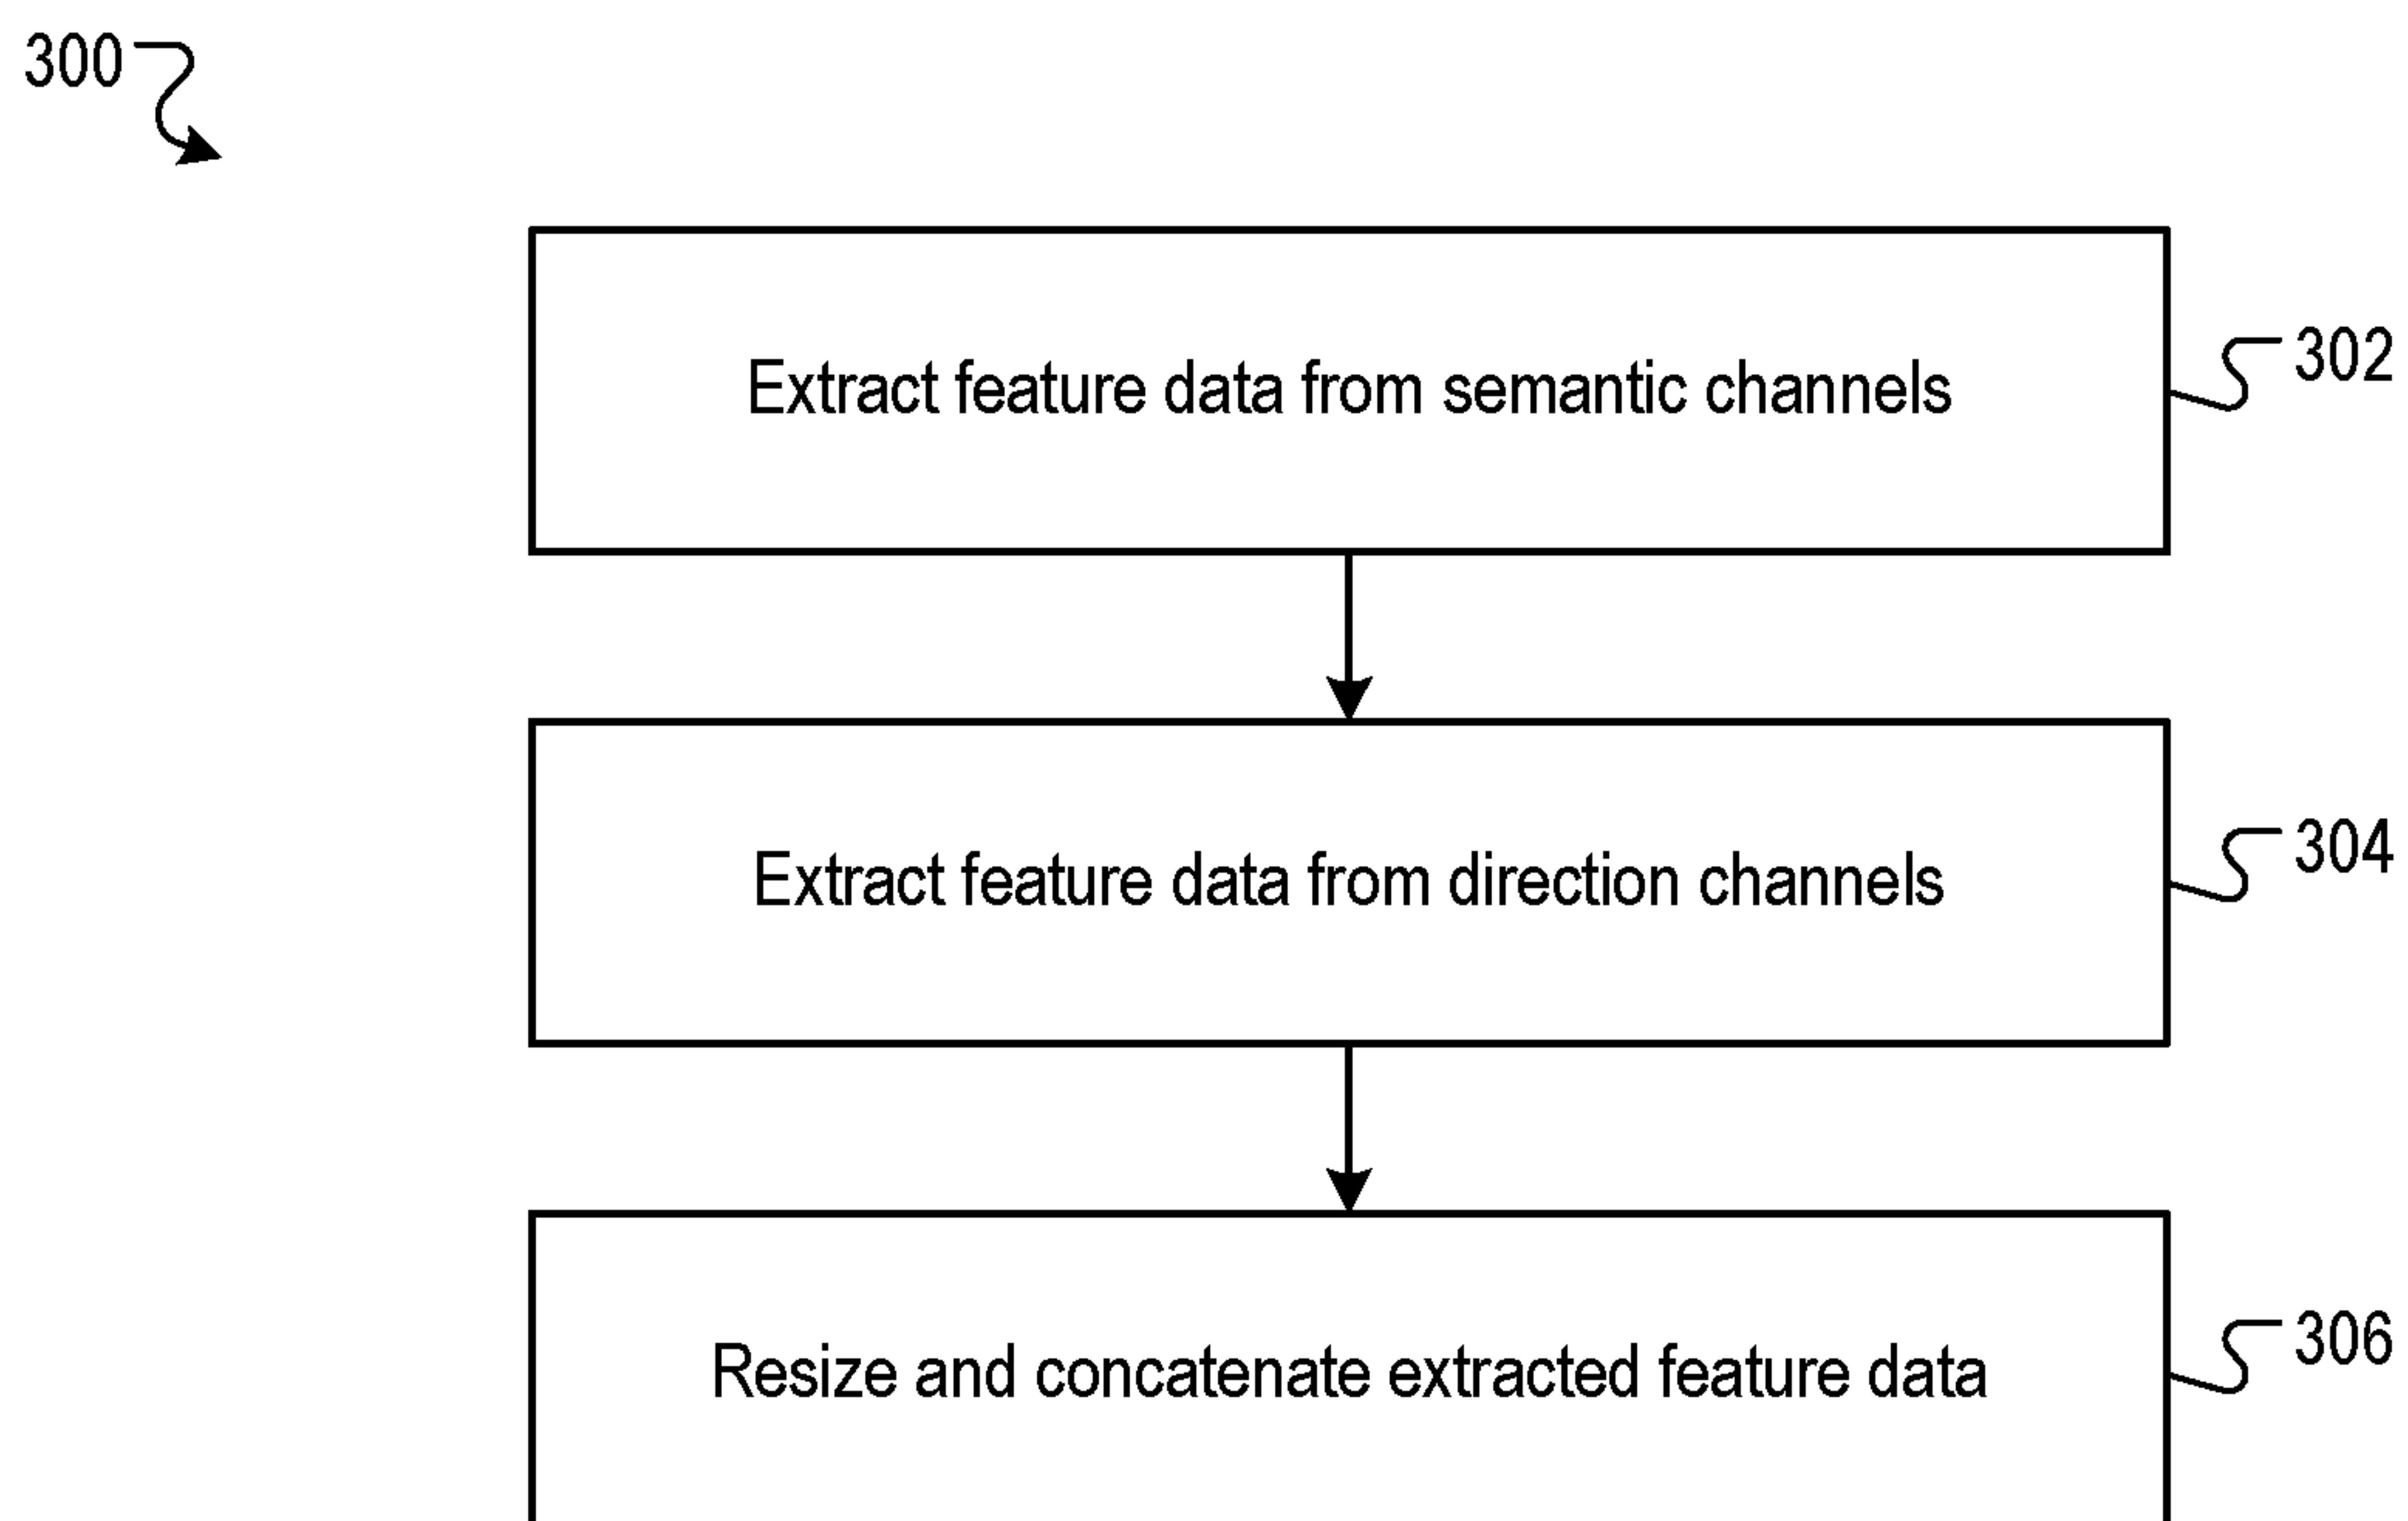 300
Extract feature data from semantic channels
302
Extract feature data from direction channels
304
Resize and concatenate extracted feature data
306